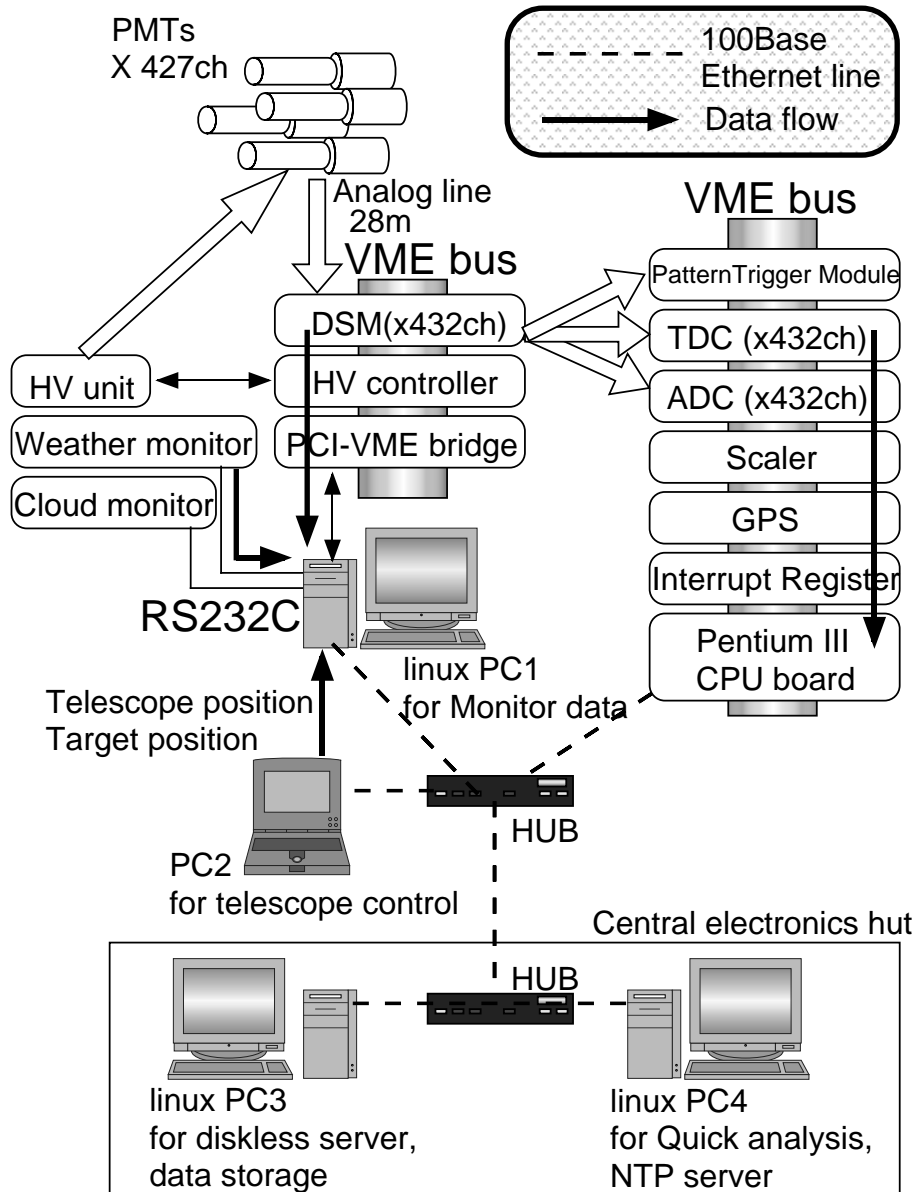 PMTs
X 427ch
100Base
Ethernet line
Data flow
Analog line
28m
VME bus
VME bus
DSM(x432ch)
HV controller
PCI-VME bridge
HV unit
Weather monitor
Cloud monitor
PatternTrigger Module
TDC (x432ch)
ADC (x432ch)
Scaler
GPS
Interrupt Register
Pentium III
CPU board
RS232C
linux PC1
for Monitor data
Telescope position
Target position
HUB
PC2
for telescope control
Central electronics hut
HUB
linux PC3
for diskless server,
data storage
linux PC4
for Quick analysis,
NTP server